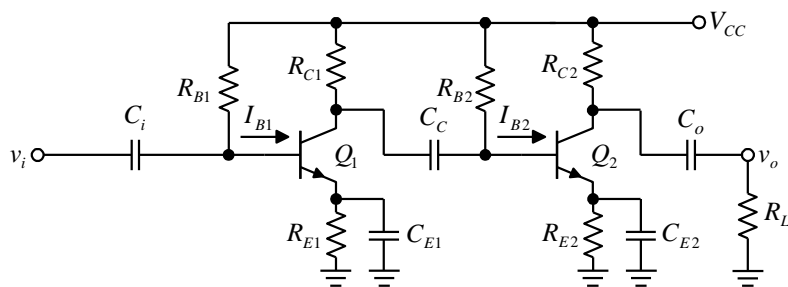 V_CC
R_B1
R_C1
R_B2
R_C2
C_i
I_B1
C_C
I_B2
C_o
v_i
Q_1
Q_2
v_o
R_E1
C_E1
R_E2
C_E2
R_L